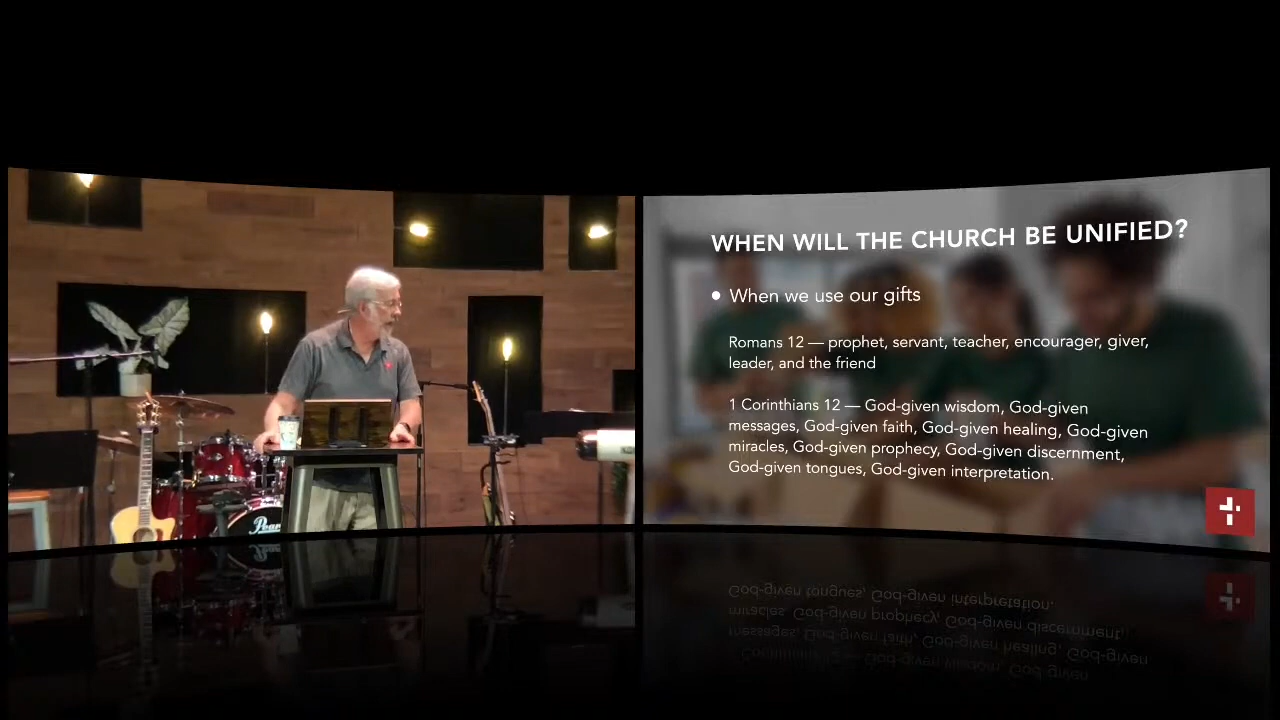 WHEN WILL THE CHURCH BE UNIFIED?
• When we use our gifts
Romans 12 — prophet, servant, teacher, encourager, giver,
leader, and the friend
1 Corinthians 12 — God-given wisdom, God-given
messages, God-given faith, God-given healing, God-given
miracles, God-given prophecy, God-given discernment,
God-given tongues, God-given interpretation.